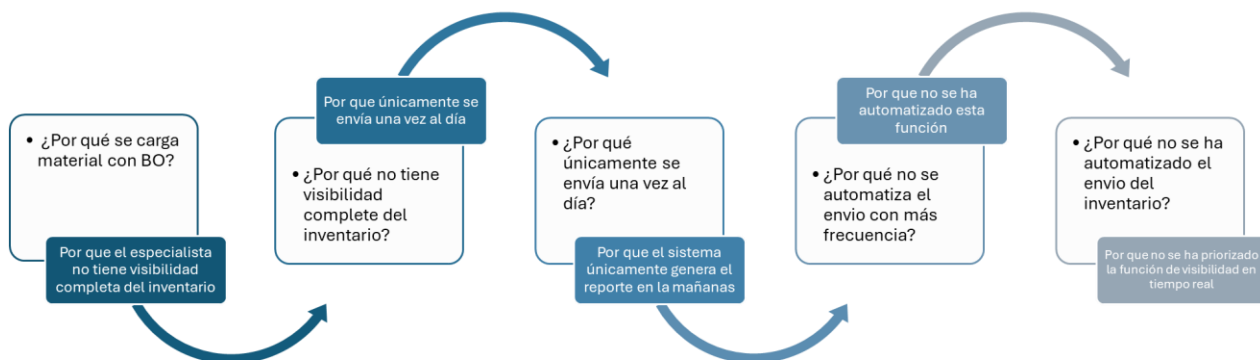 • ¿Por qué se carga
material con BO?
Por que el especialista
no tiene visibilidad
completa del inventario
Por que únicamente se
envía una vez al día
• ¿Por qué no tiene
visibilidad
complete del
inventario?
• ¿Por qué
únicamente se
envía una vez al
día?
Por que el sistema
únicamente genera el
reporte en la mañanas
Por que no se ha
automatizado esta
función
• ¿Por qué no se
automatiza el
envio con más
frecuencia?
• ¿Por qué no se ha
automatizado el
envio del
inventario?
Por que no se ha priorizado
la función de visibilidad en
tiempo real